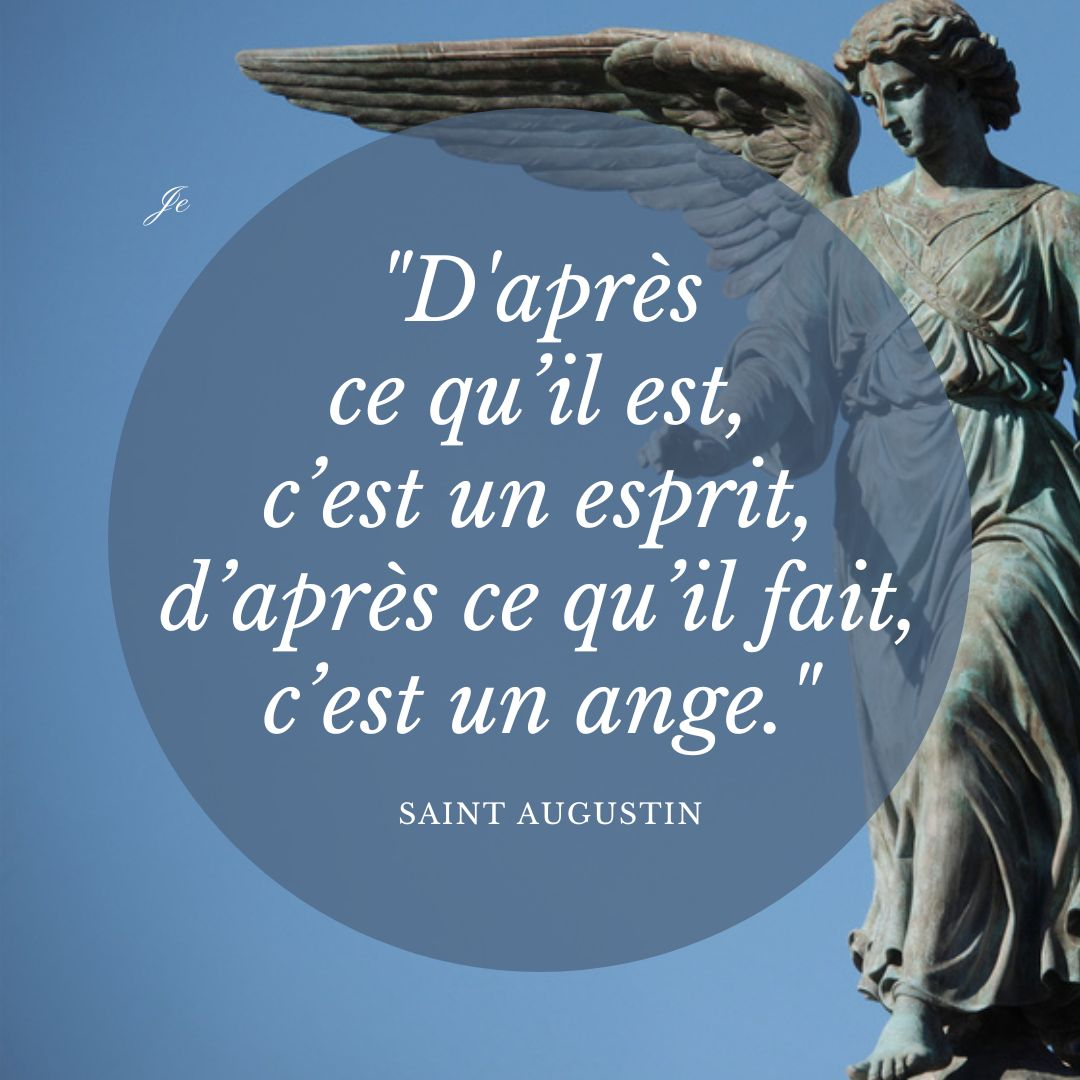 Je
"D'après
ce qu’il est,
c’est un esprit,
d’après ce qu’il fait,
c’est un ange."
SAINT AUGUSTIN